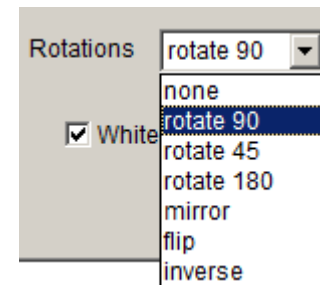 Rotations rotate 90
none
rotate 90
White
rotate 45
rotate 180
mirror
flip
inverse